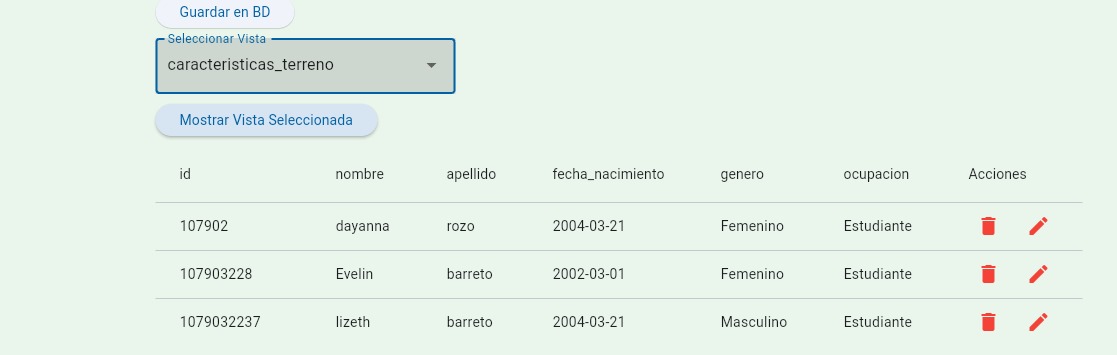 Guardar en BD
Seleccionar Vista
caracteristicas_terreno
Mostrar Vista Seleccionada
id nombre apellido fecha_nacimiento genero ocupacion Acciones
107902 dayanna rozo 2004-03-21 Femenino Estudiante
107903228 Evelin barreto 2002-03-01 Femenino Estudiante
1079032237 lizeth barreto 2004-03-21 Masculino Estudiante